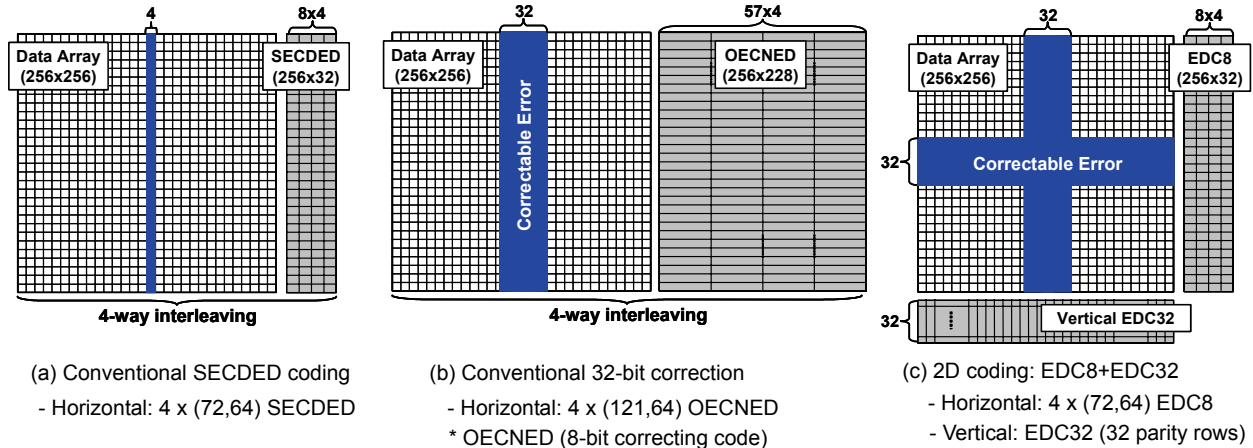 4
8x4
Data Array
(256x256)
SECDED
(256x32)
4-way interleaving
(a) Conventional SECDED coding
- Horizontal: 4 x (72,64) SECDED
32
57x4
Data Array
(256x256)
OECNED
(256x228)
Correctable Error
4-way interleaving
(b) Conventional 32-bit correction
- Horizontal: 4 x (121,64) OECNED
* OECNED (8-bit correcting code)
32
8x4
Data Array
(256x256)
EDC8
(256x32)
32
Correctable Error
32
Vertical EDC32
(c) 2D coding: EDC8+EDC32
- Horizontal: 4 x (72,64) EDC8
- Vertical: EDC32 (32 parity rows)